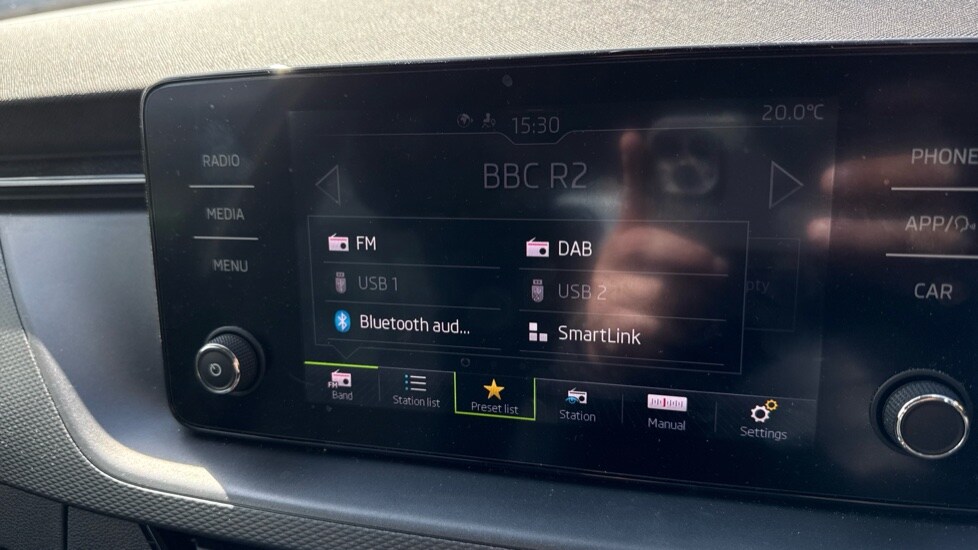 15:30
20.0°C
RADIO
BBC R2
PHONE
MEDIA
FM
DAB
APP/
MENU
USB 1
USB 2
CAR
Bluetooth aud...
SmartLink
FM
Band
Station list
Preset list
Station
Manual
Settings